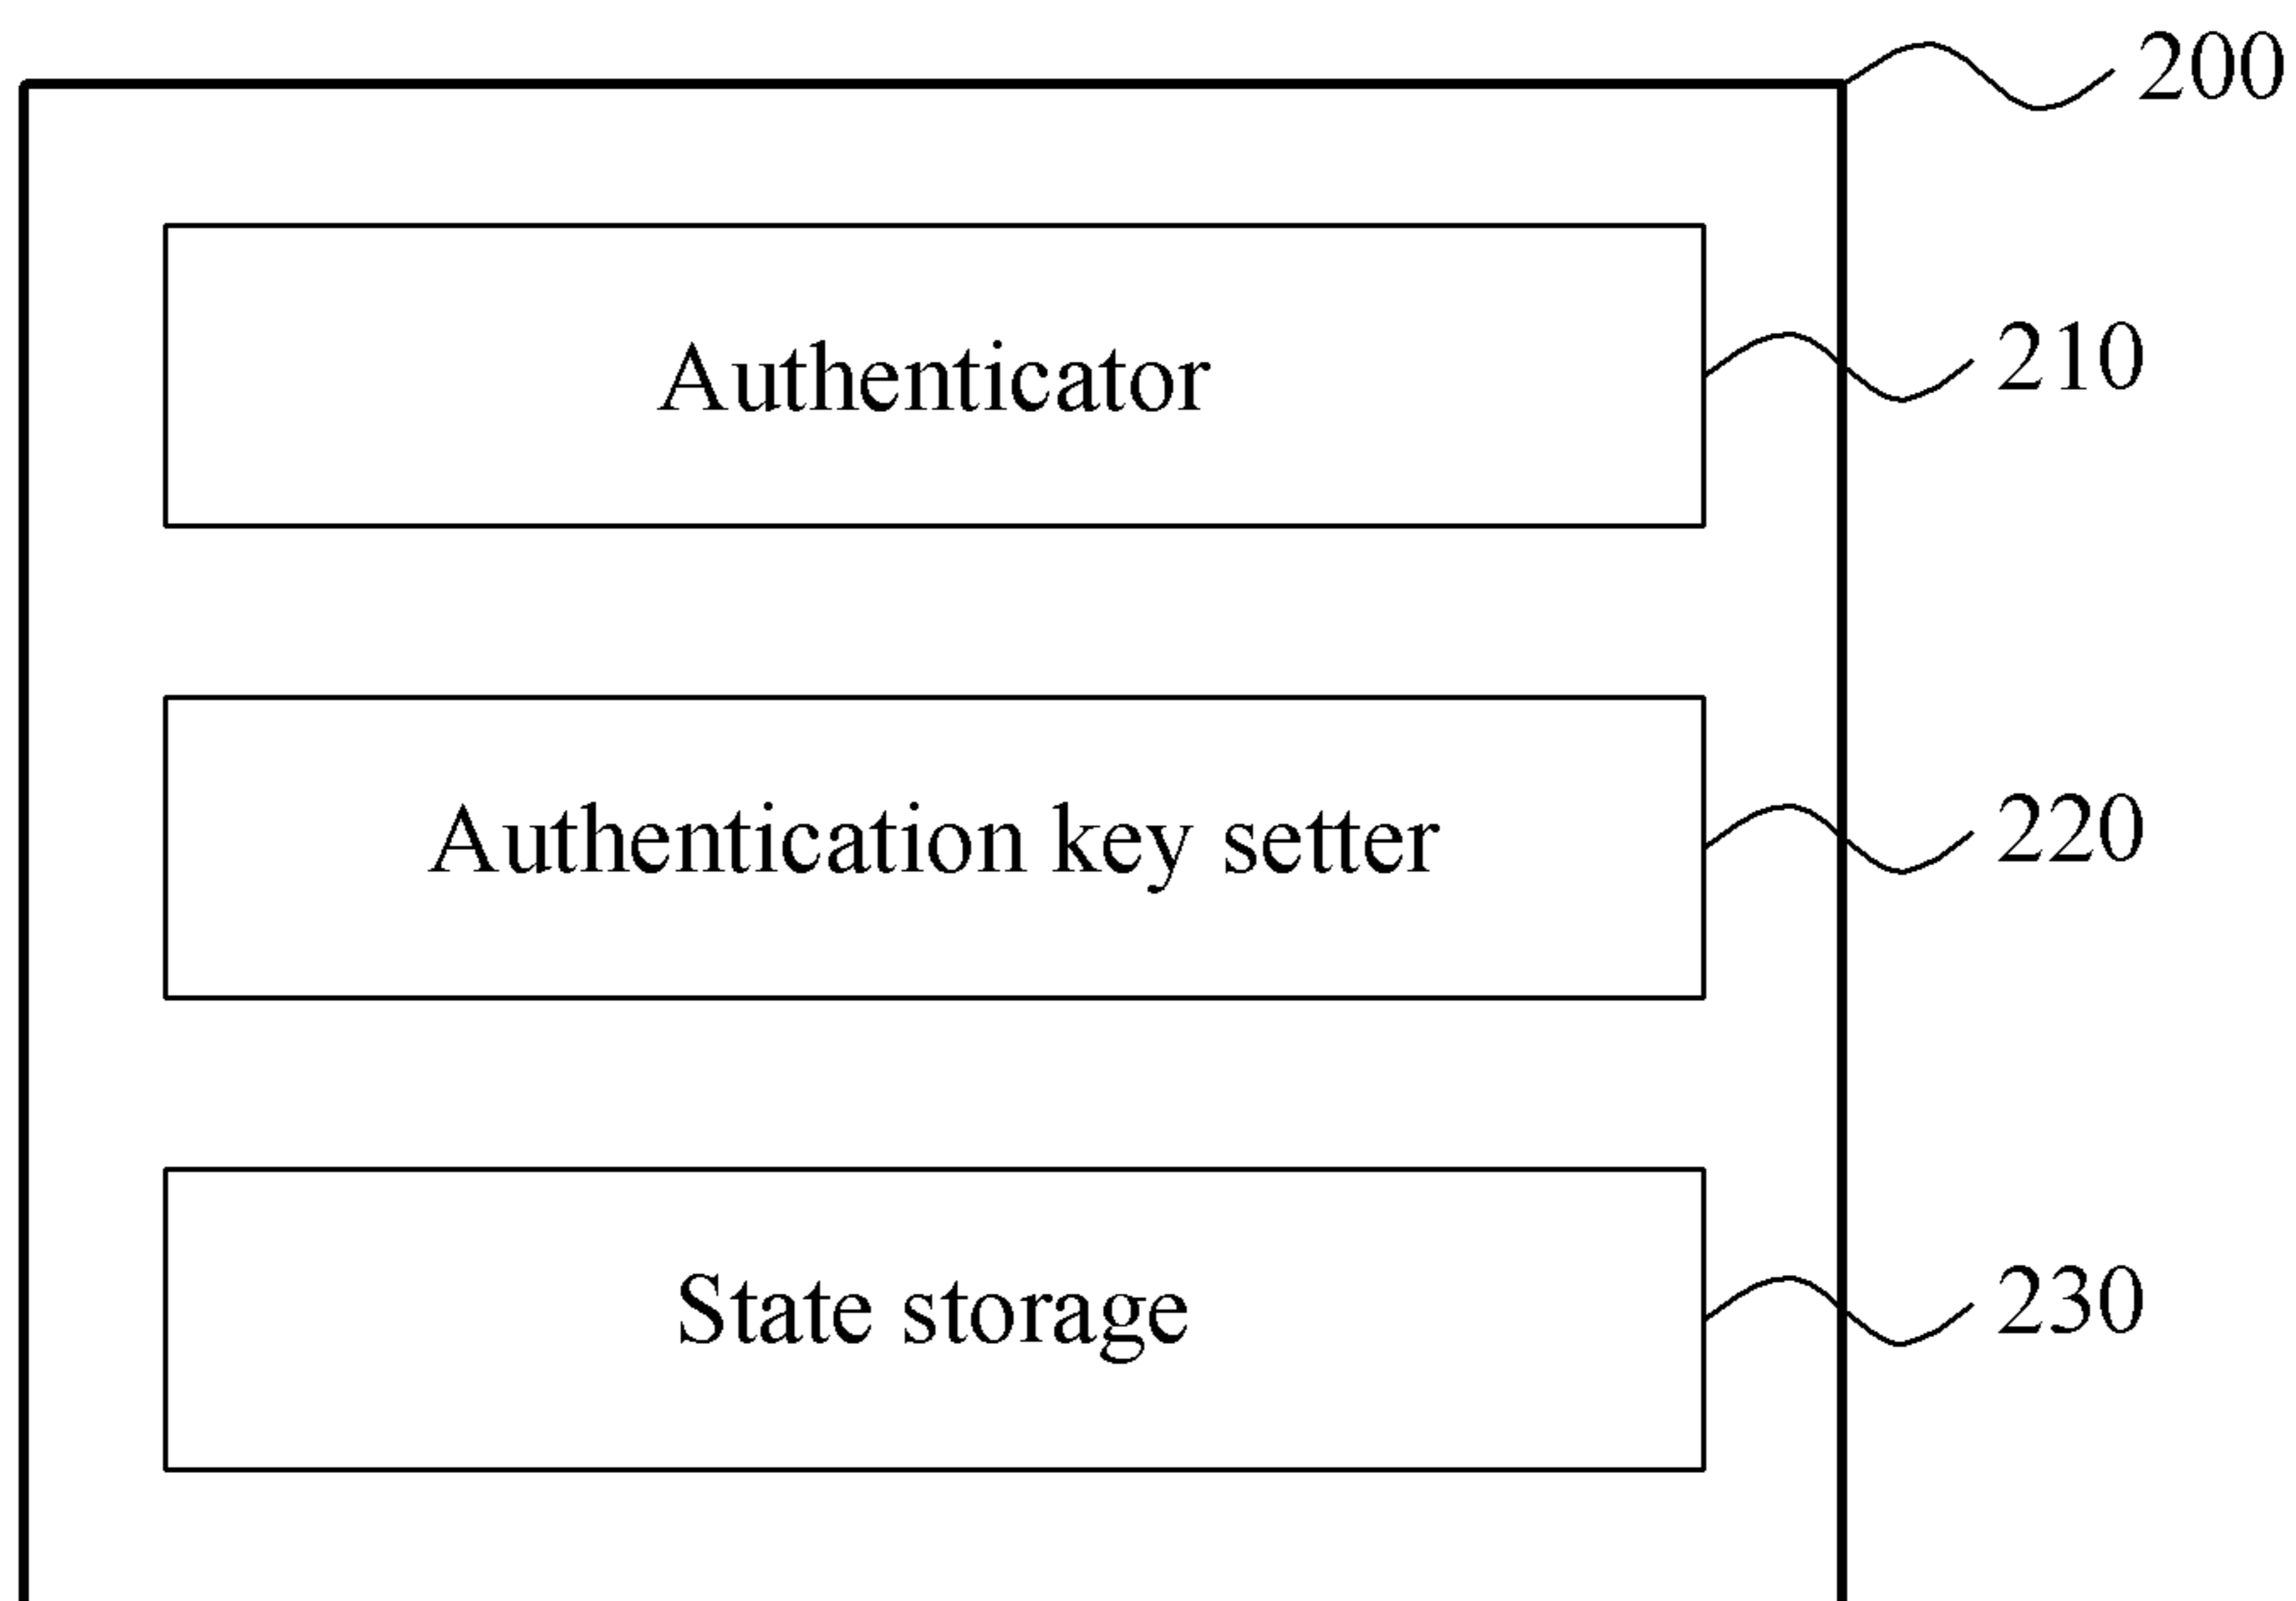 200
Authenticator
210
Authentication key setter
220
State storage
230